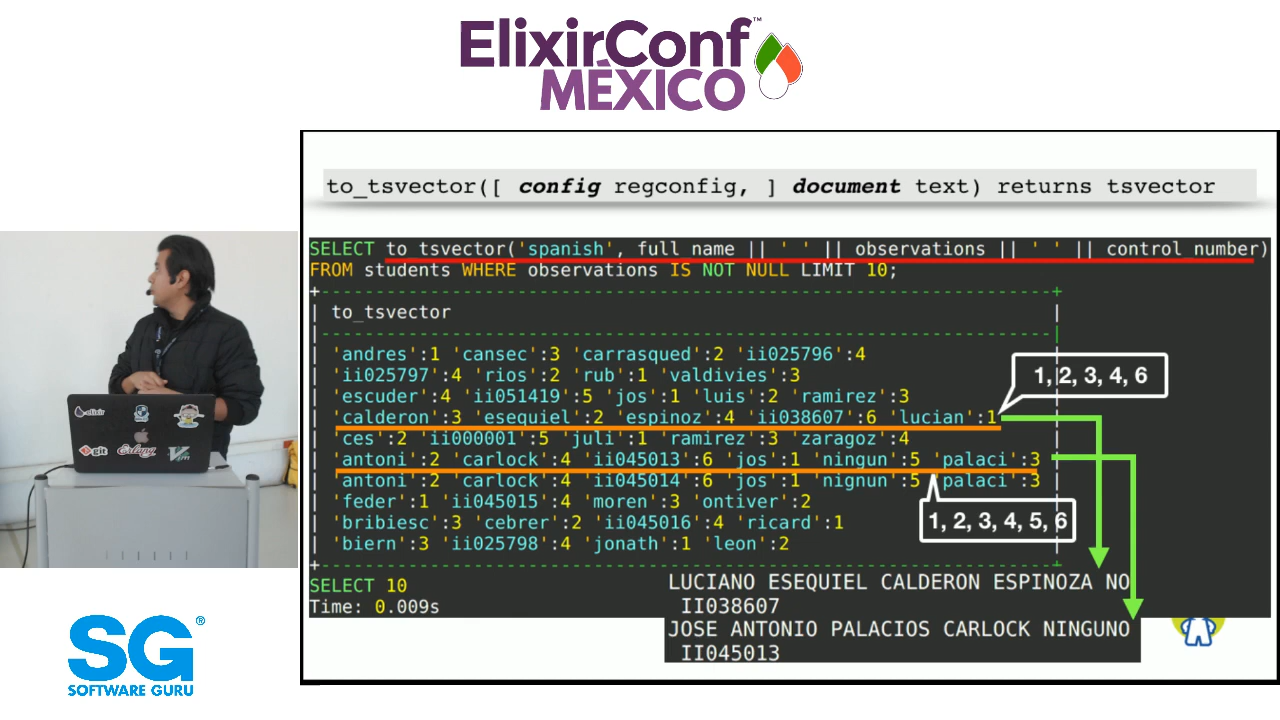 ElixirConf™
MÉXICO
to_tsvector([ config regconfig, ] document text) returns tsvector
SELECT to_tsvector('spanish', full_name || ' ' || observations || ' ' || control_number)
FROM students WHERE observations IS NOT NULL LIMIT 10;
to_tsvector
'andres':1 'cansec':3 'carrasqued':2 'ii025796':4
'ii025797':4 'rios':2 'rub':1 'valdivies':3
'escuder':4 'ii051419':5 'jos':1 'luis':2 'ramirez':3
1, 2, 3, 4, 6
'calderon':3 'esequiel':2 'espinoz':4 'ii038607':6 'lucian':1
'ces':2 'ii000001':5 'juli':1 'ramirez':3 'zaragoz':4
'antoni':2 'carlock':4 'ii045013':6 'jos':1 'ningun':5 'palaci':3
'antoni':2 'carlock':4 'ii045014':6 'jos':1 'nignun':5 'palaci':3
'feder':1 'ii045015':4 'moren':3 'ontiver':2
1, 2, 3, 4, 5, 6
'bribiesc':3 'cebrer':2 'ii045016':4 'ricard':1
'biern':3 'ii025798':4 'jonath':1 'leon':2
SELECT 10
Time: 0.009s
LUCIANO ESEQUIEL CALDERON ESPINOZA NO
II038607
JOSE ANTONIO PALACIOS CARLOCK NINGUNO
II045013
elixir
git
Erlang
SG®
SOFTWARE GURU